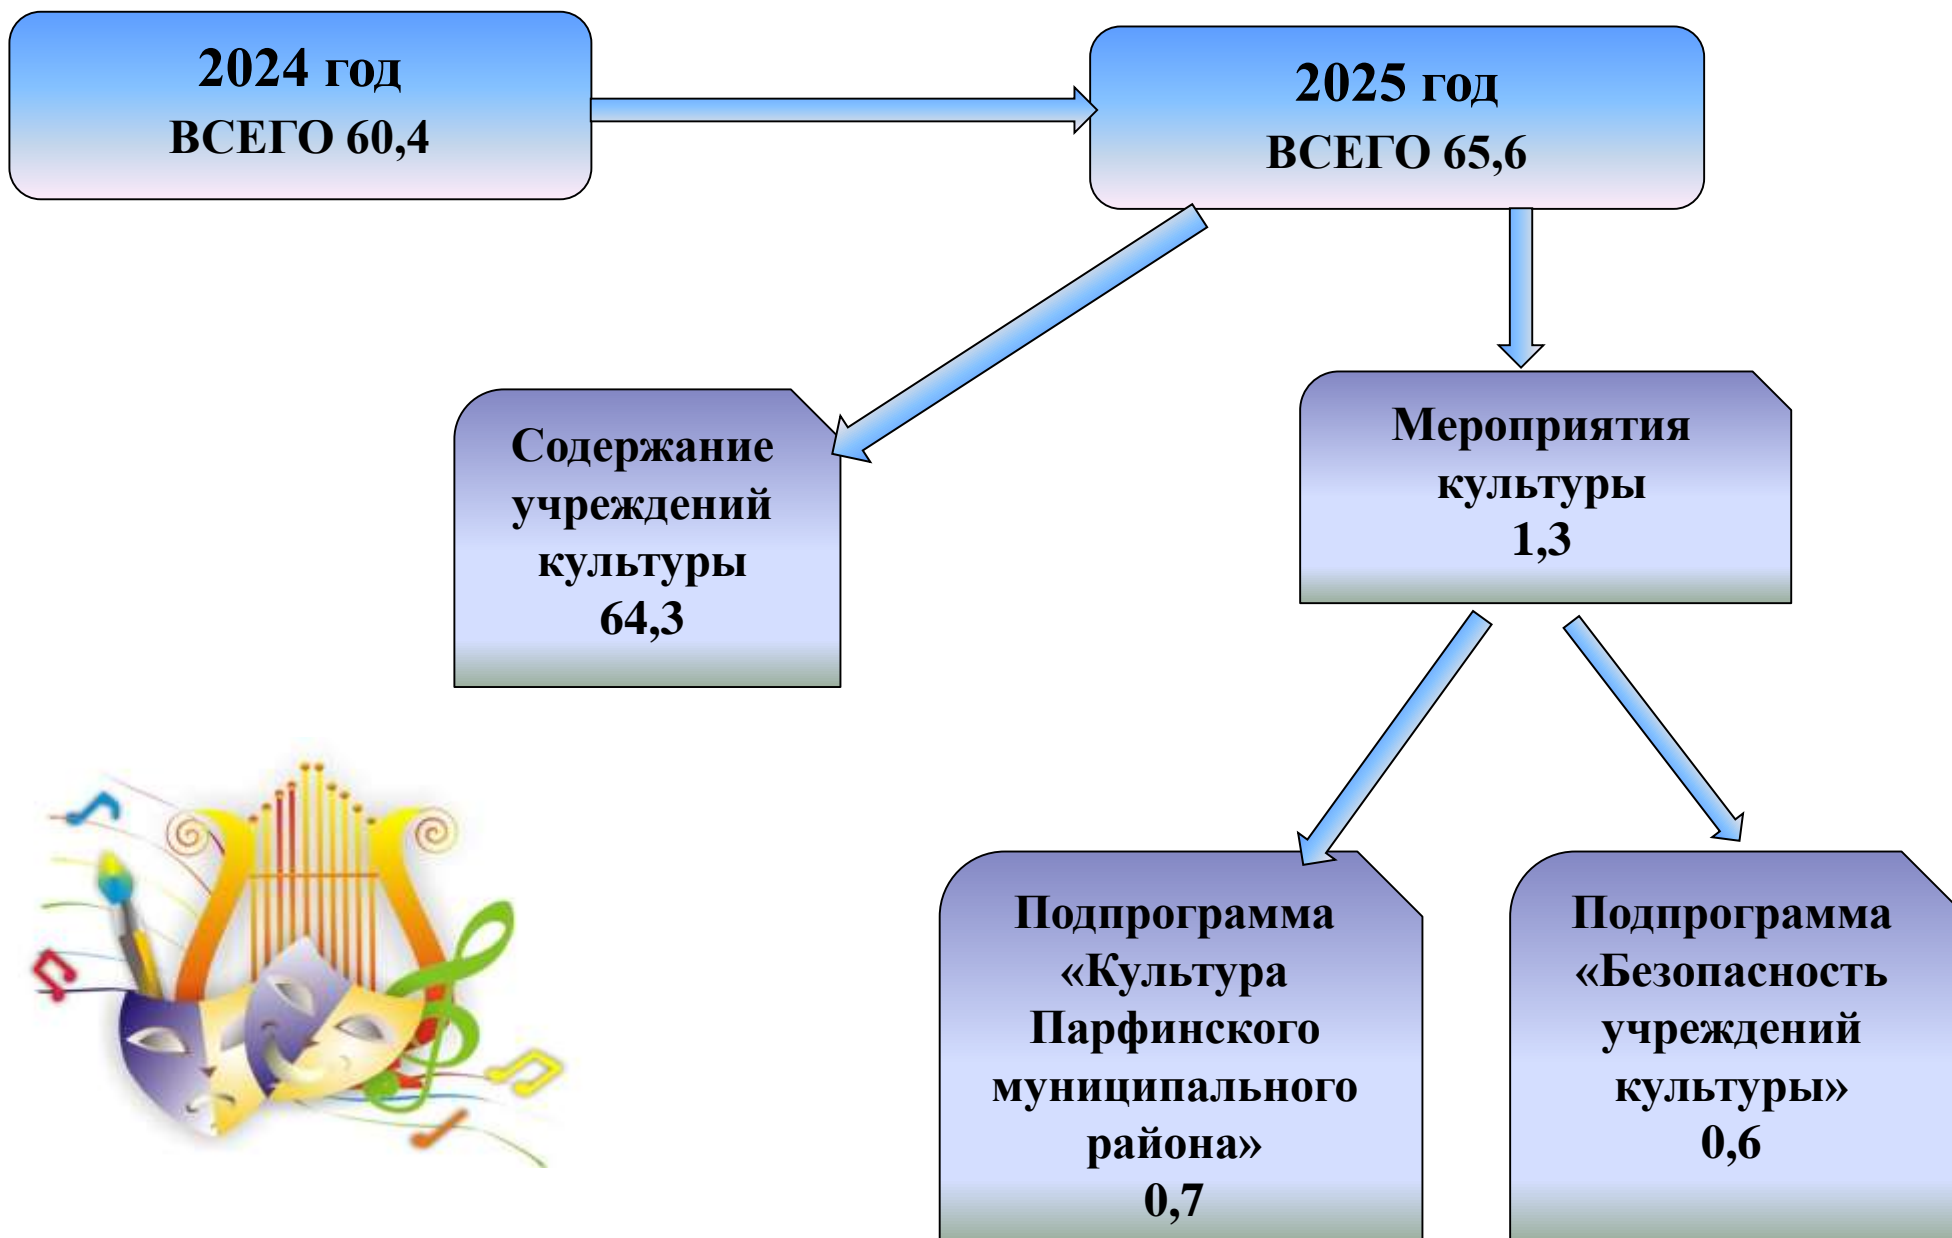 2024 год
ВСЕГО 60,4
2025 год
ВСЕГО 65,6
Содержание
учреждений
культуры
64,3
Мероприятия
культуры
1,3
Подпрограмма
«Культура
Парфинского
муниципального
района»
0,7
Подпрограмма
«Безопасность
учреждений
культуры»
0,6